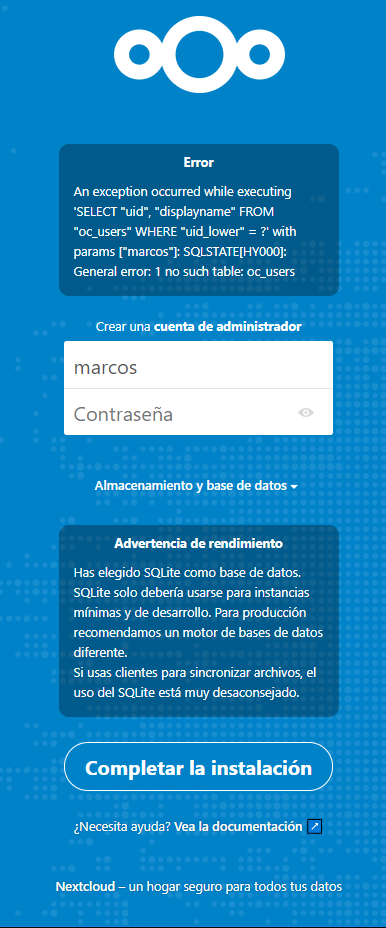 Error
An exception occurred while executing
'SELECT "uid", "displayname" FROM
"oc_users" WHERE "uid_lower" = ?' with
params ["marcos"]: SQLSTATE[HY000]:
General error: 1 no such table: oc_users
Crear una cuenta de administrador
marcos
Contraseña
Almacenamiento y base de datos
Advertencia de rendimiento
Has elegido SQLite como base de datos.
SQLite solo debería usarse para instancias
mínimas y de desarrollo. Para producción
recomendamos un motor de bases de datos
diferente.
Si usas clientes para sincronizar archivos, el
uso del SQLite está muy desaconsejado.
Completar la instalación
¿Necesita ayuda? Vea la documentación
Nextcloud – un hogar seguro para todos tus datos